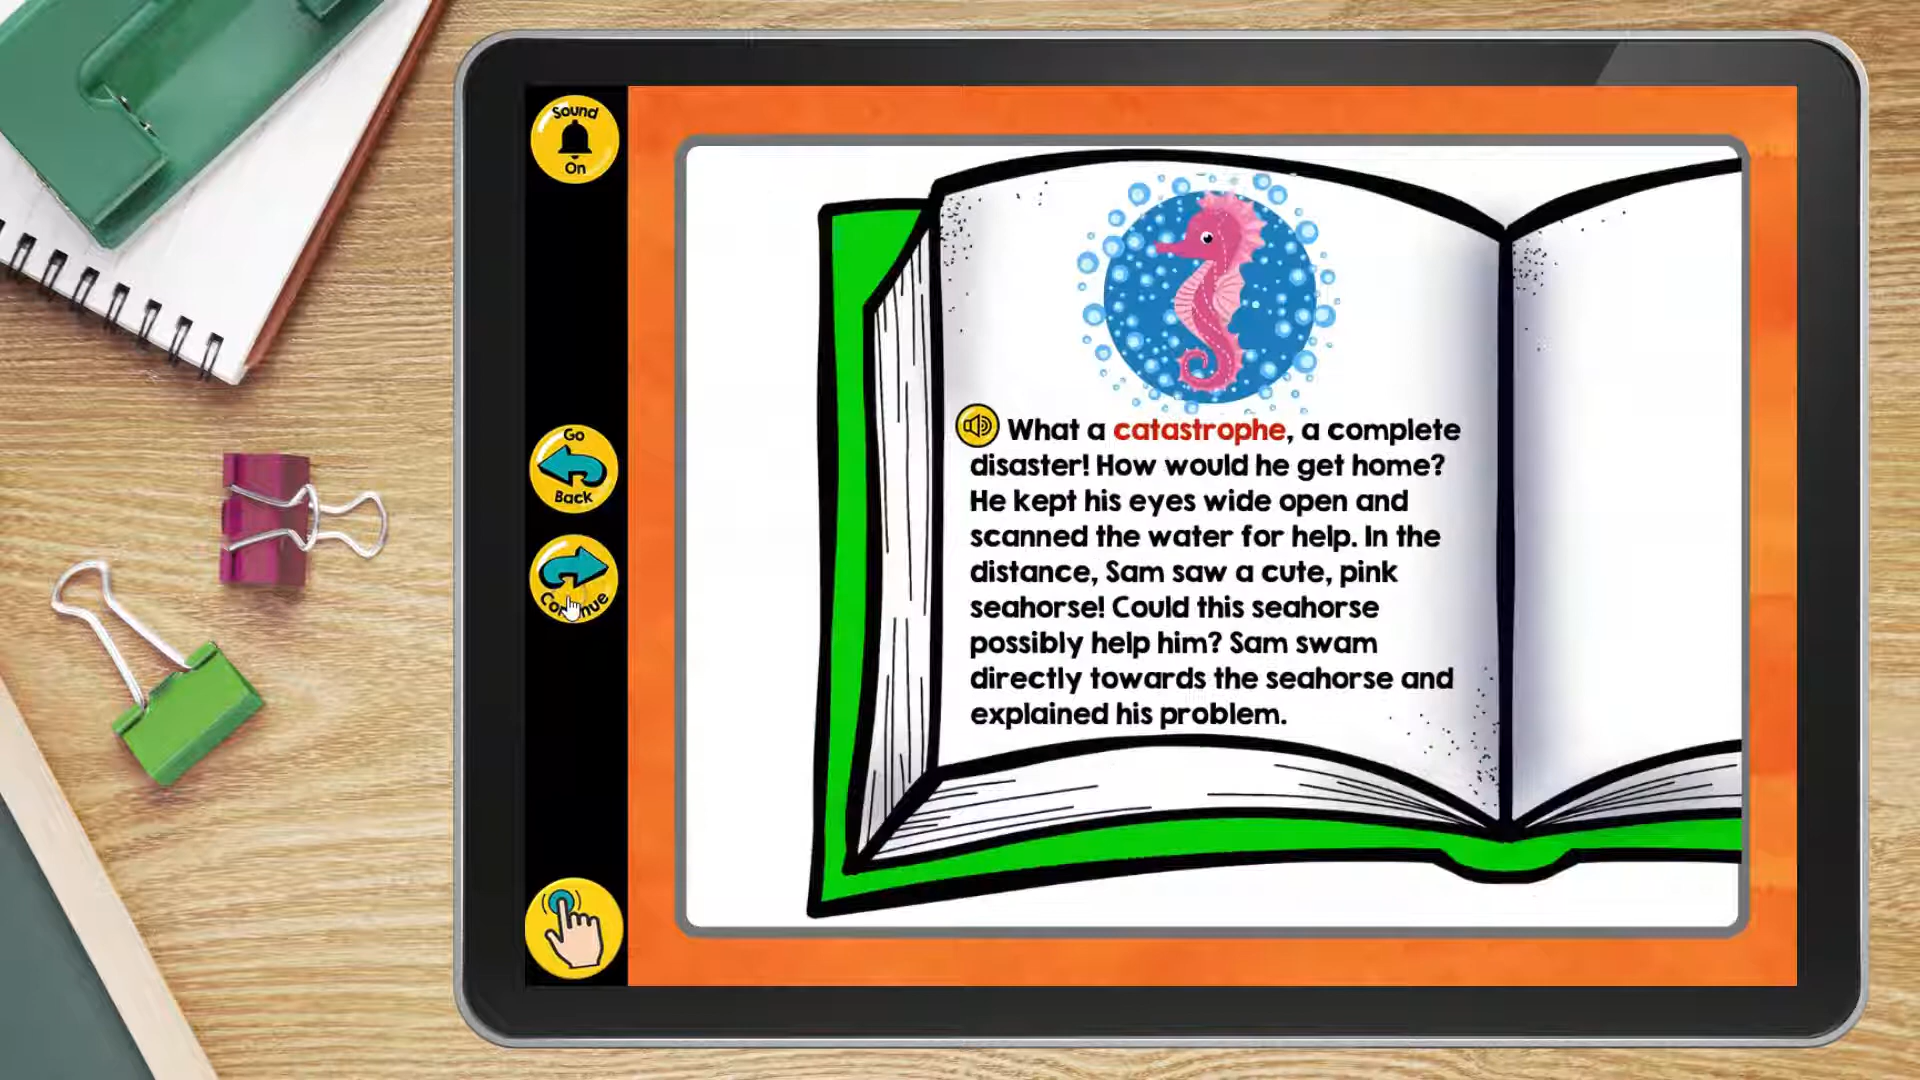 Sound
On
Go
Back
Continue
What a catastrophe, a complete
disaster! How would he get home?
He kept his eyes wide open and
scanned the water for help. In the
distance, Sam saw a cute, pink
seahorse! Could this seahorse
possibly help him? Sam swam
directly towards the seahorse and
explained his problem.